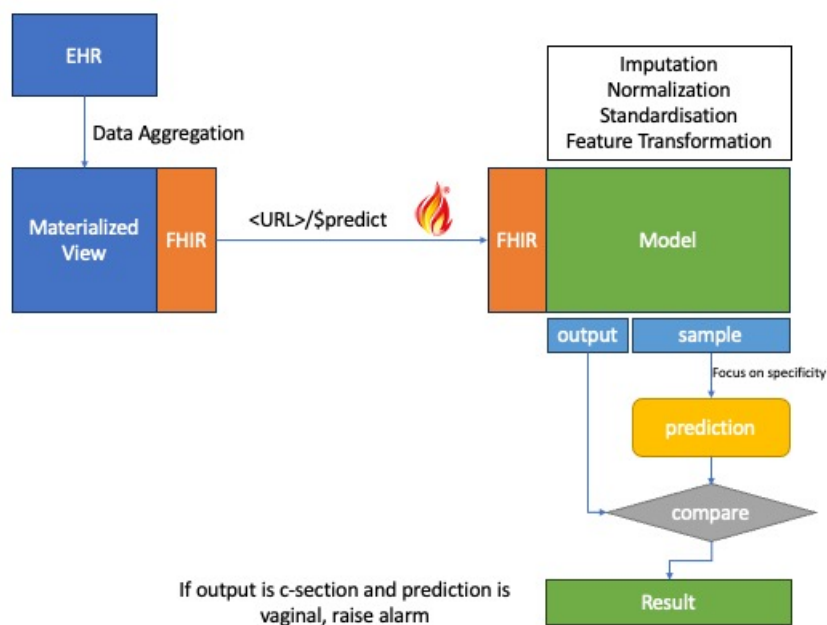 EHR
Imputation
Normalization
Standardisation
Feature Transformation
Data Aggregation
Materialized
View
FHIR
<URL>/$predict
®
FHIR
Model
output
sample
Focus on specificity
prediction
compare
If output is c-section and prediction is
vaginal, raise alarm
Result